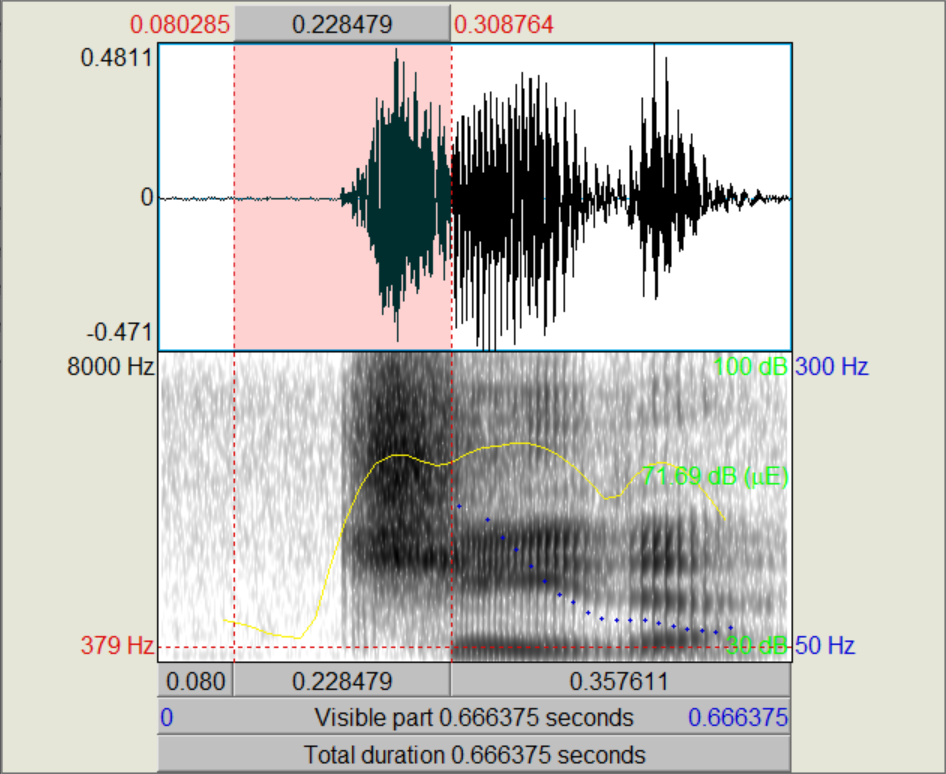 0.080285 0.228479 0.308764
0.4811
0
-0.471
8000 Hz 100 dB 300 Hz
71.69 dB (µE)
379 Hz 30 dB 50 Hz
0.080 0.228479 0.357611
0 Visible part 0.666375 seconds 0.666375
Total duration 0.666375 seconds